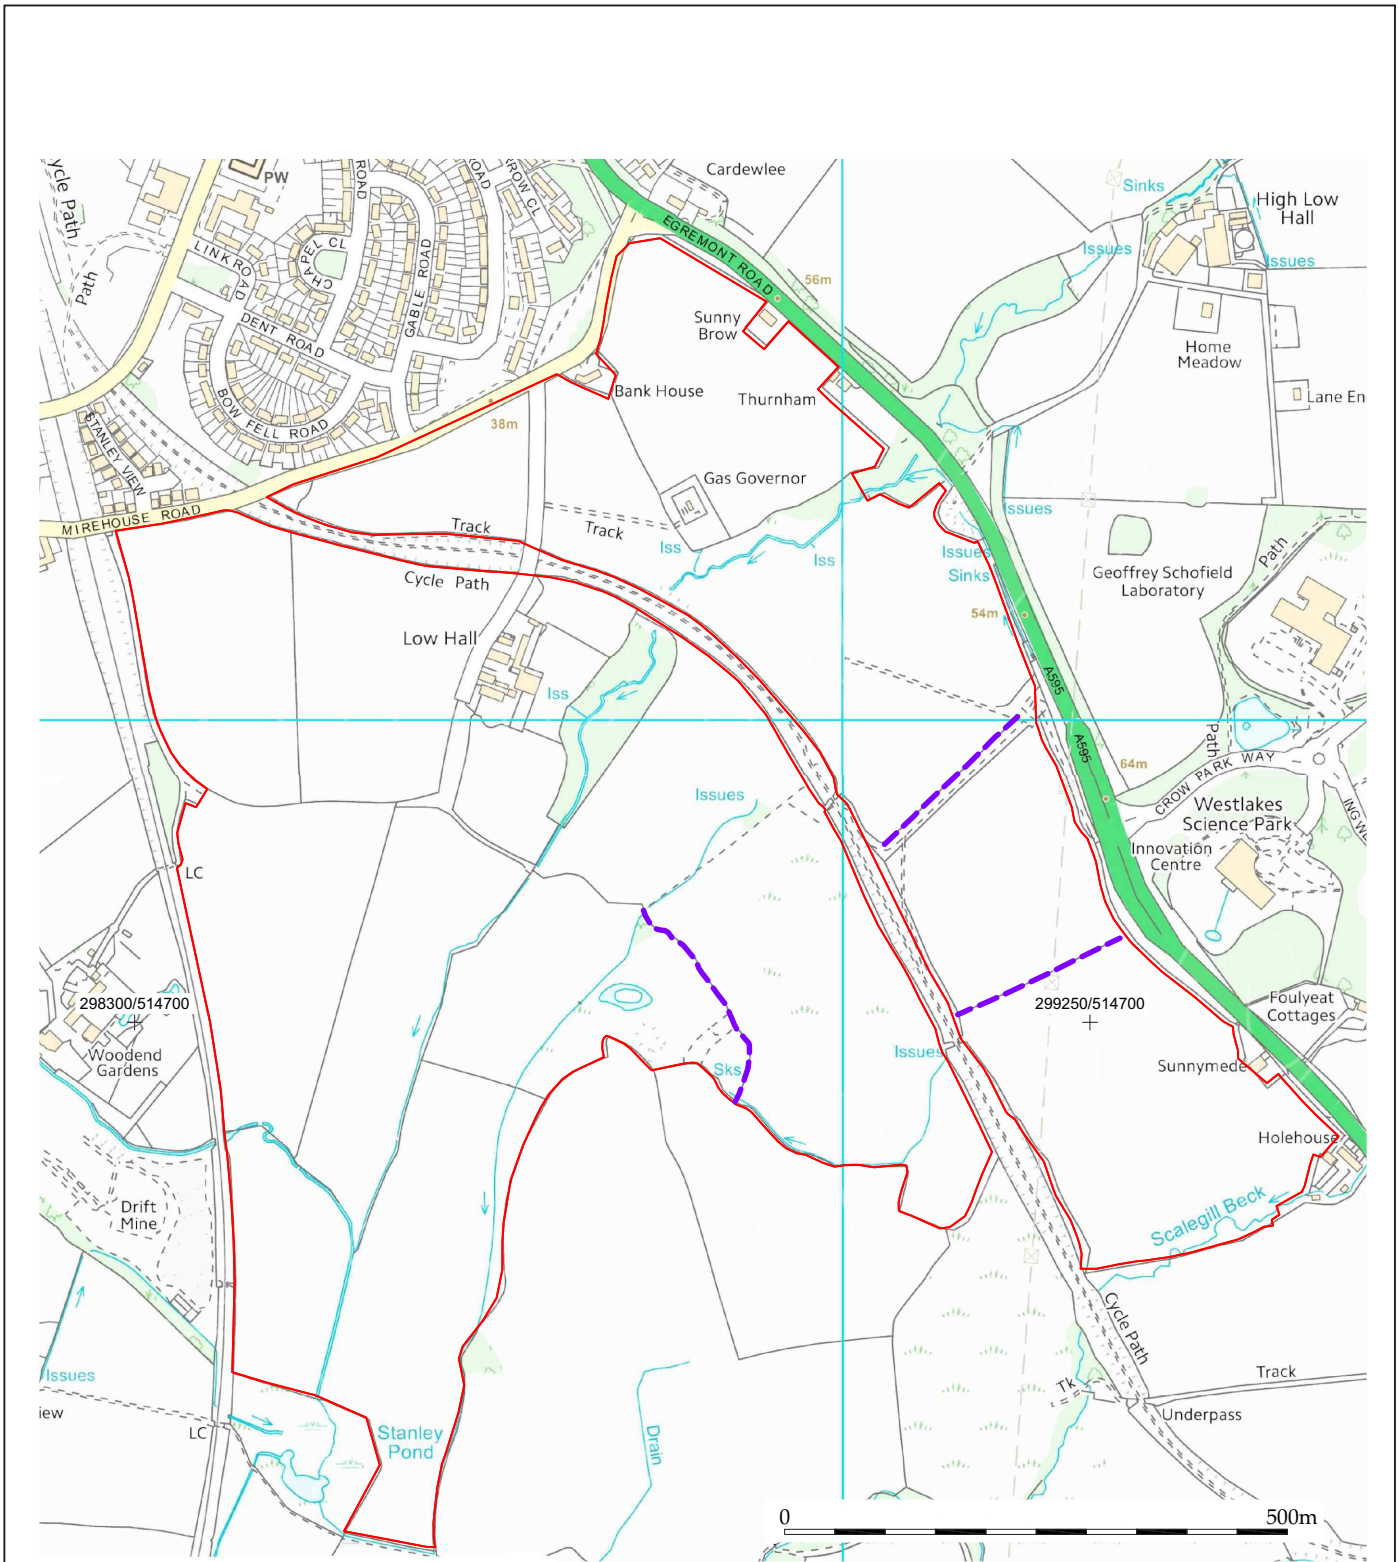 Cardewlee
Cycle Path
PW
ROAD
ROAD
ROW CL
Sinks
High Low
Hall
EGREMONT ROAD
LINK ROAD
CHAPEL CL
GABLE ROAD
Issues
Issues
Path
56m
Sunny
Brow
DENT ROAD
Home
Meadow
Bank House
Thurnham
Lane En
BOW FELL ROAD
38m
STANLEY VIEW
Gas Governor
MIREHOUSE ROAD
Track
Track
Issues
Iss
Iss
Issues
Sinks
Path
Cycle Path
Geoffrey Schofield
Laboratory
54m
Low Hall
A595
Iss
Path
A595
64m
CROW PARK WAY
Issues
Westlakes
Science Park
Innovation
Centre
LC
298300/514700
299250/514700
Foulyeat
Cottages
Woodend
Gardens
Issues
Sunnymede
Sks
Holehouse
Drift
Mine
Scalegill Beck
Cycle Path
Issues
Track
Tk
iew
Underpass
LC
Stanley
Pond
Drain
0
500m